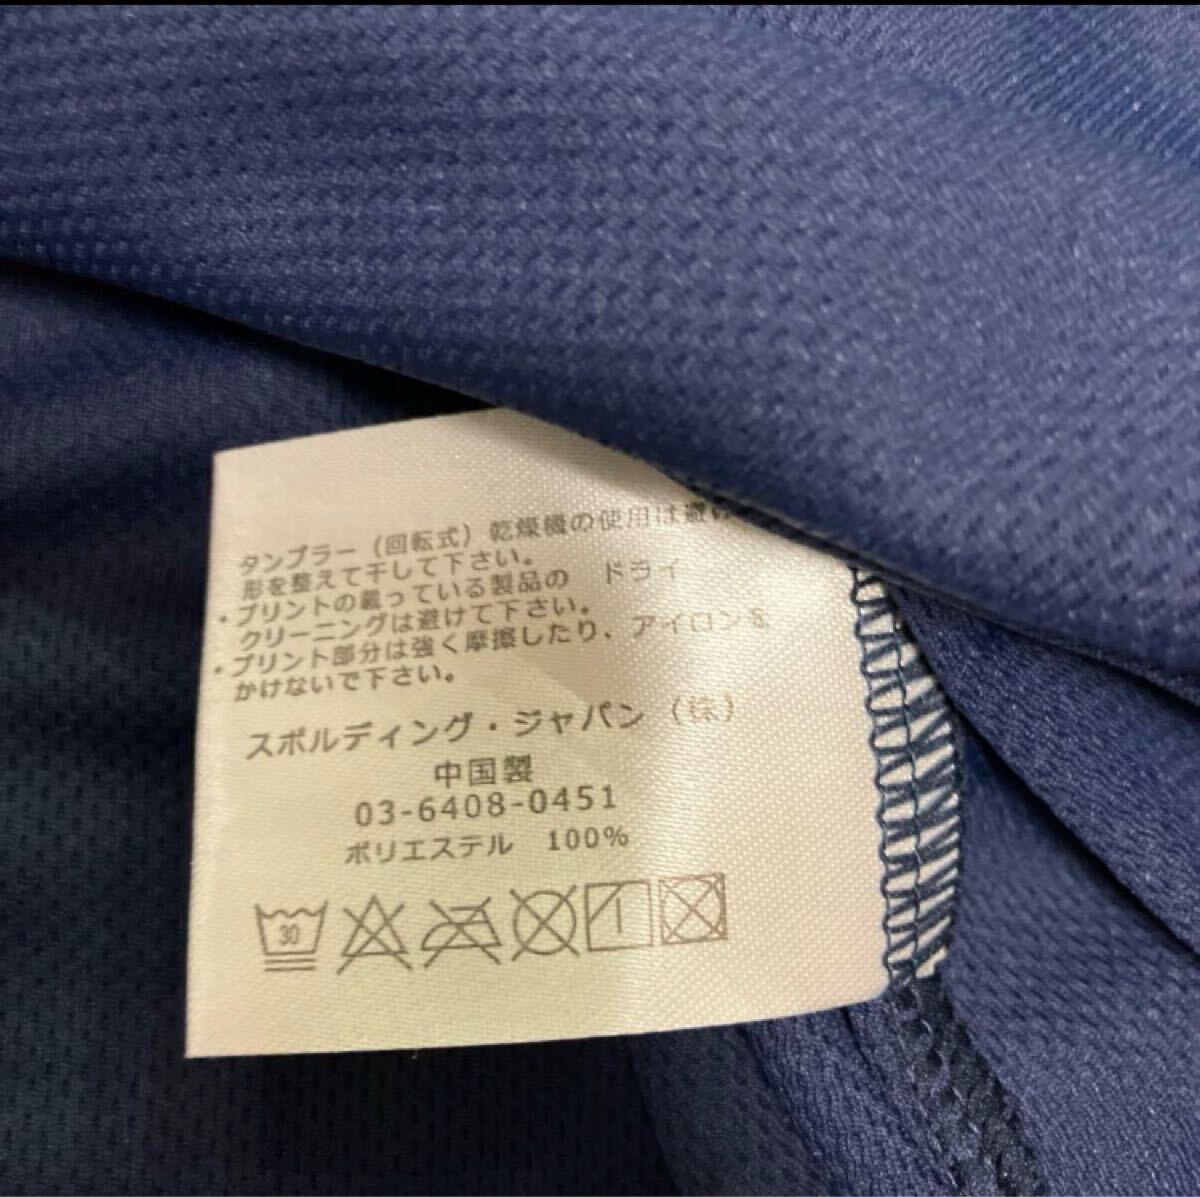 タンブラー（回転式）乾燥機の使用は避け
形を整えて干して下さい。
・プリントの載っている製品の ドライ
クリーニングは避けて下さい。
・プリント部分は強く摩擦したり、アイロンを
かけないで下さい。
スポルディング・ジャパン（株）
中国製
03-6408-0451
ポリエステル 100%
30